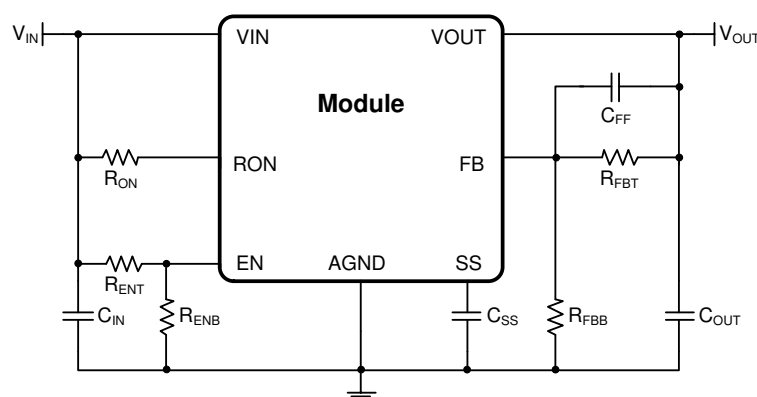 VIN
VIN
VOUT
VOUT
Module
CFF
RON
RON
FB
RFBT
EN
AGND
SS
RENT
CIN
RENB
CSS
RFBB
COUT